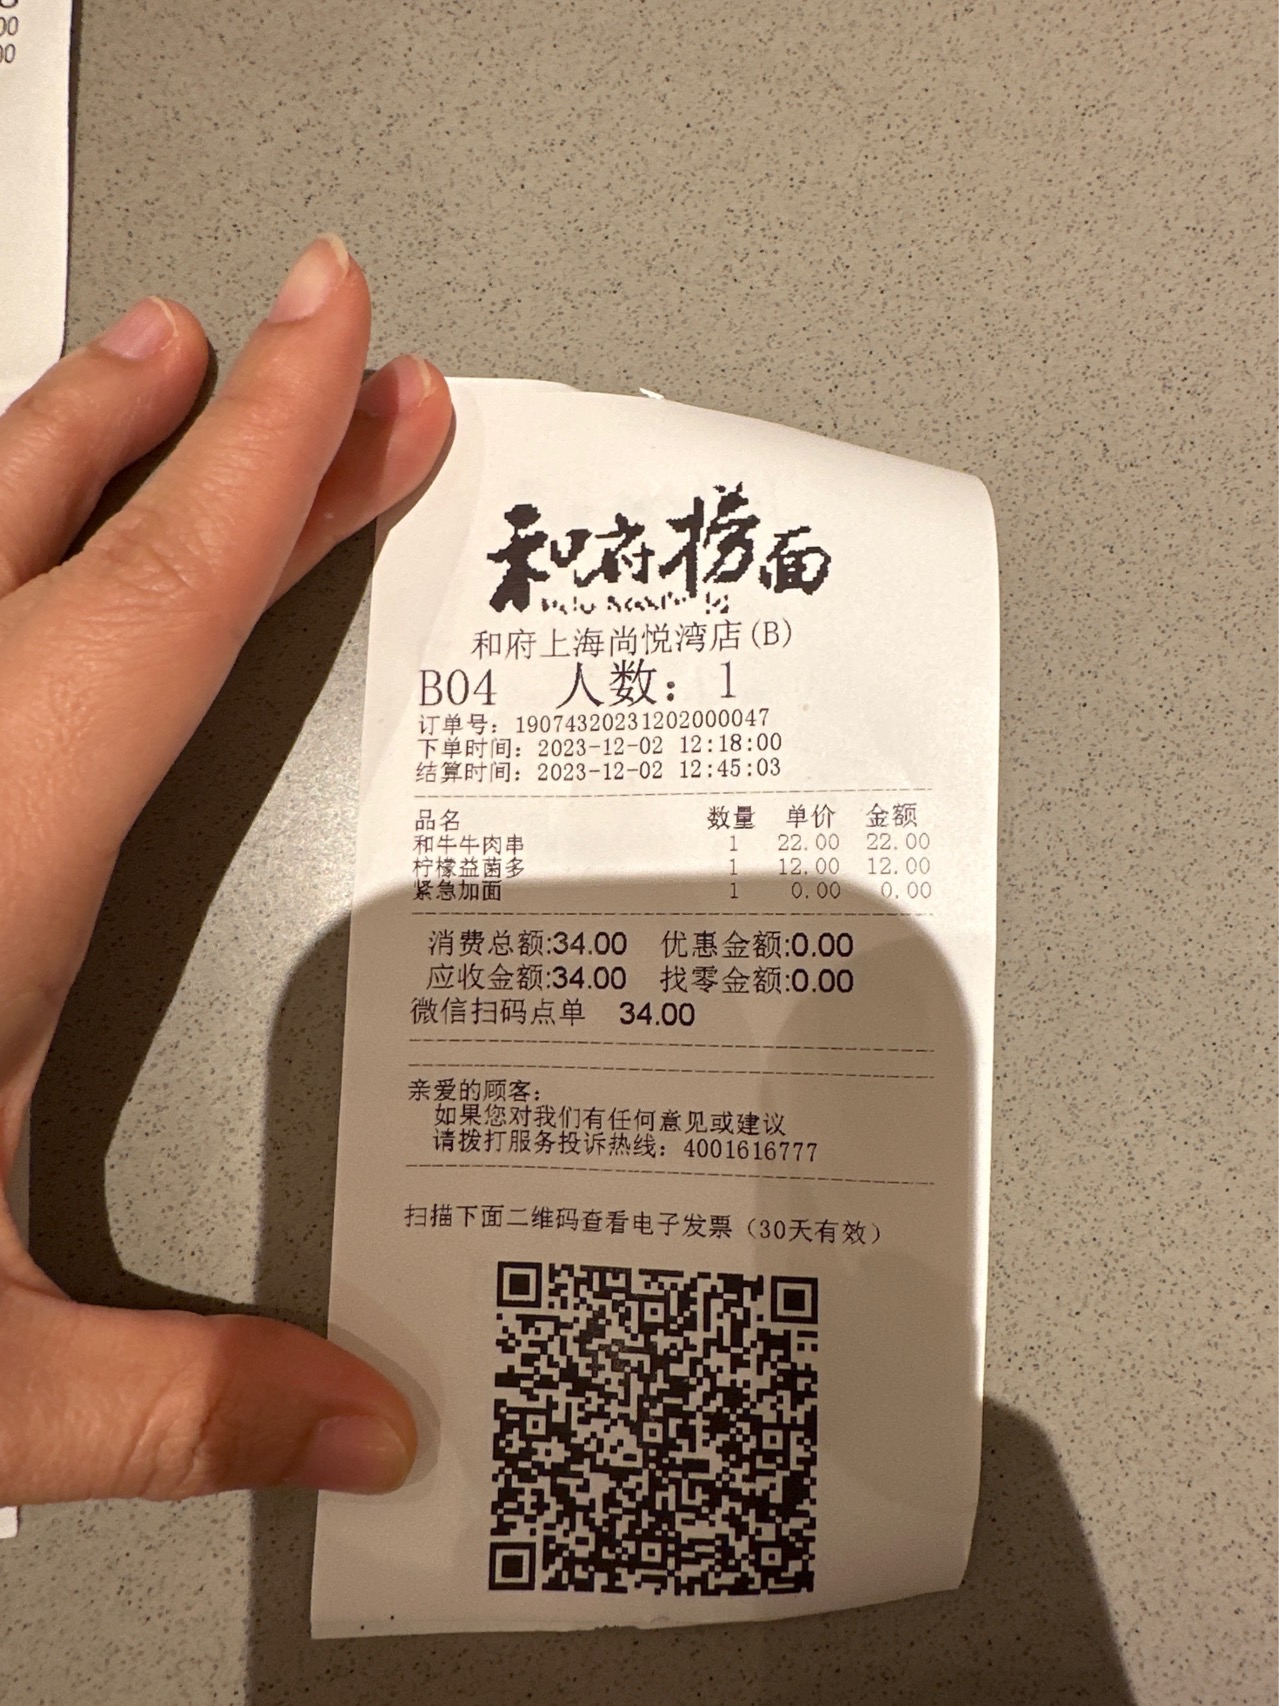 00
00
和府捞面
和府上海尚悦湾店(B)
B04 人数: 1
订单号: 19074320231202000047
下单时间: 2023-12-02 12:18:00
结算时间: 2023-12-02 12:45:03
品名 数量 单价 金额
和牛牛肉串 1 22.00 22.00
柠檬益菌多 1 12.00 12.00
紧急加面 1 0.00 0.00
消费总额:34.00 优惠金额:0.00
应收金额:34.00 找零金额:0.00
微信扫码点单 34.00
亲爱的顾客:
如果您对我们有任何意见或建议
请拨打服务投诉热线: 4001616777
扫描下面二维码查看电子发票（30天有效）